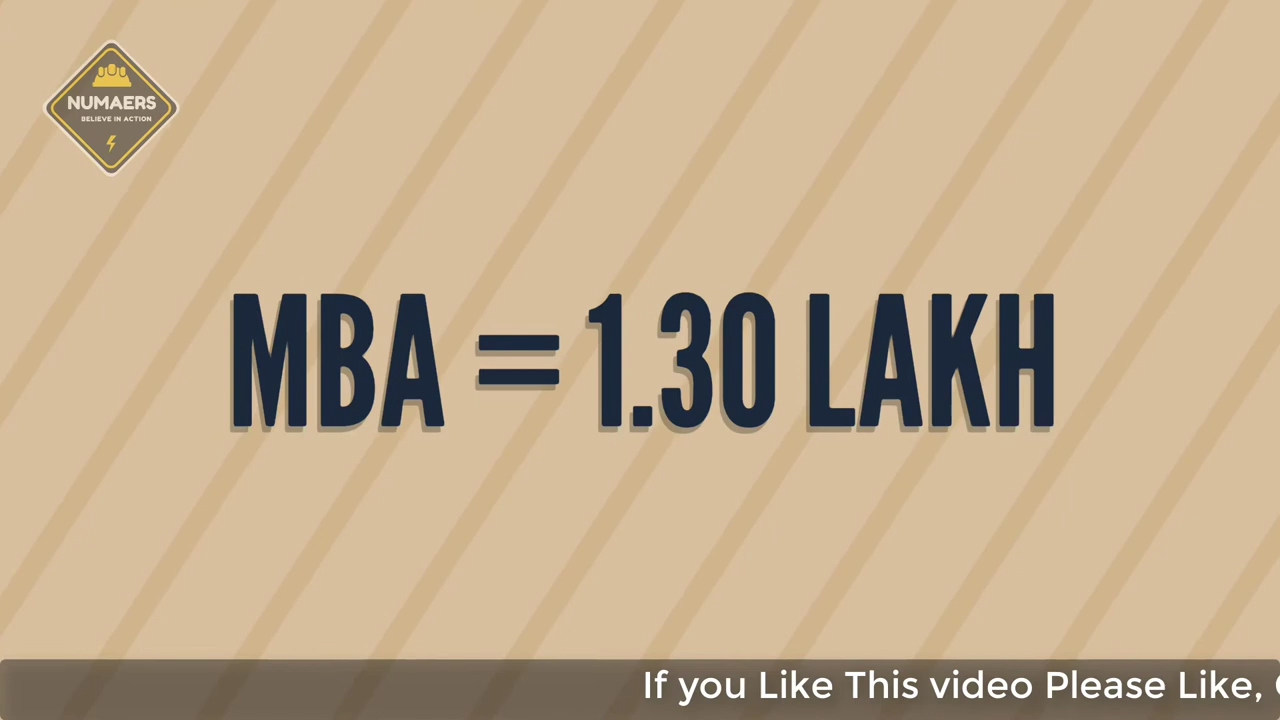 NUMAERS
BELIEVE IN ACTION
MBA = 1.30 LAKH
If you Like This video Please Like,